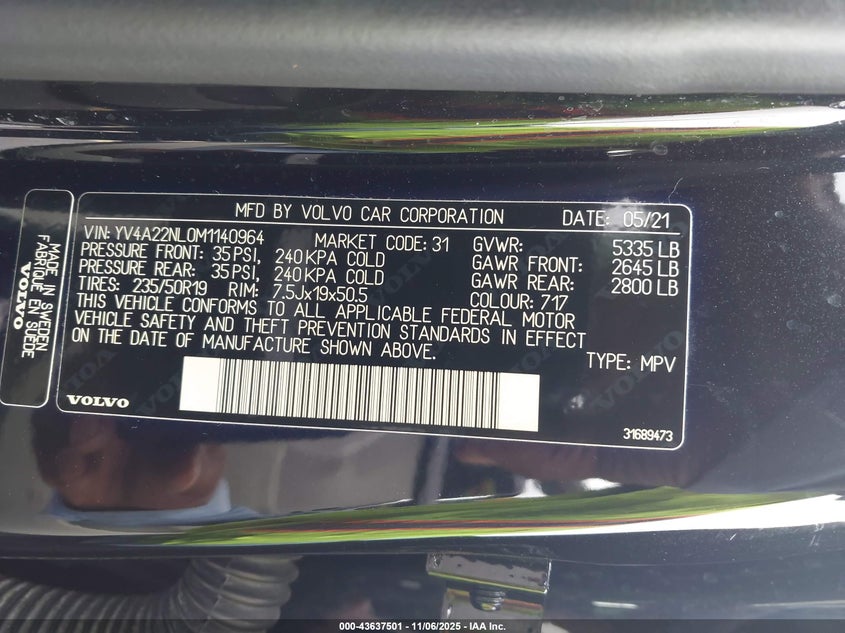 MADE IN SWEDEN
FABRIQUÉ EN SUÈDE
VOLVO
MFD BY VOLVO CAR CORPORATION DATE: 05/21
VIN: YV4A22NL0M1140964 MARKET CODE: 31 GVWR: 5335 LB
PRESSURE FRONT: 35 PSI, 240 KPA COLD GAWR FRONT: 2645 LB
PRESSURE REAR: 35 PSI, 240 KPA COLD GAWR REAR: 2800 LB
TIRES: 235/50R19 RIM: 7.5Jx19x50.5 COLOUR: 717
THIS VEHICLE CONFORMS TO ALL APPLICABLE FEDERAL MOTOR
VEHICLE SAFETY AND THEFT PREVENTION STANDARDS IN EFFECT
ON THE DATE OF MANUFACTURE SHOWN ABOVE. TYPE: MPV
VOLVO
31689473
000-43637501 - 11/06/2025 - IAA Inc.